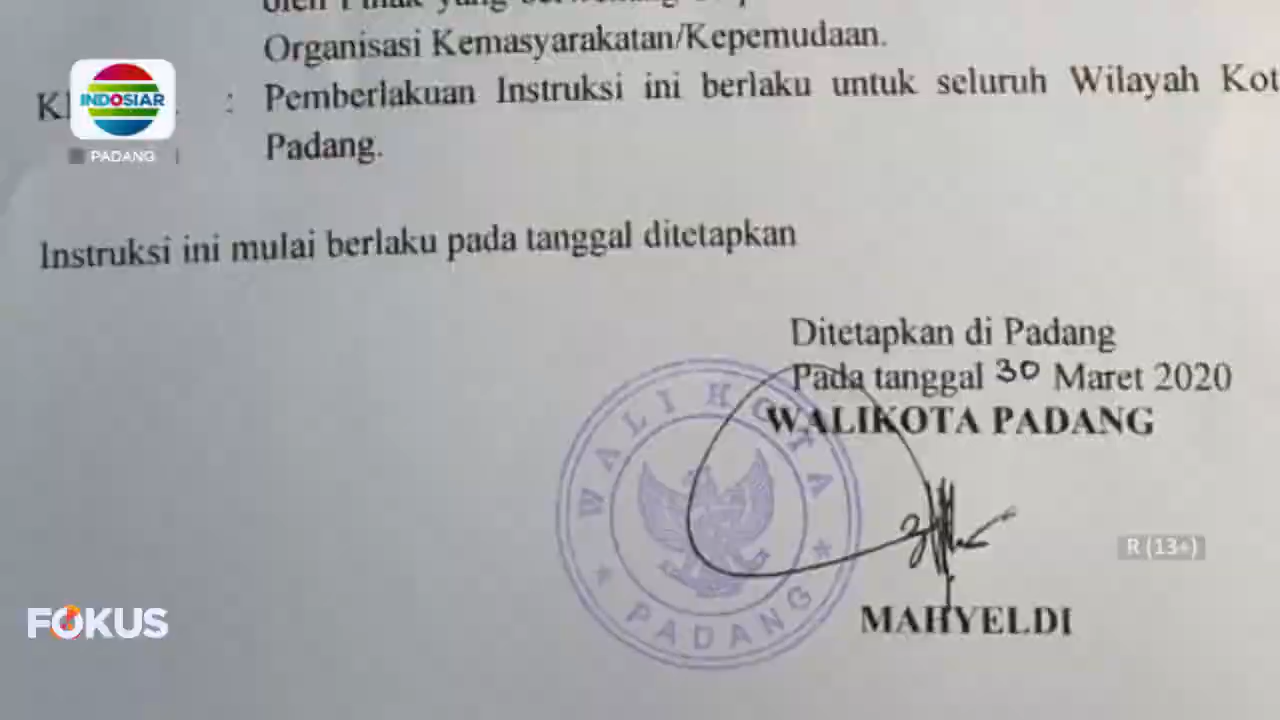 Organisasi Kemasyarakatan/Kepemudaan.
: Pemberlakuan Instruksi ini berlaku untuk seluruh Wilayah Kot
Padang.
Instruksi ini mulai berlaku pada tanggal ditetapkan
Ditetapkan di Padang
Pada tanggal 30 Maret 2020
WALIKOTA PADANG
MAHYELDI
WALI KOTA
PADANG
INDOSIAR
PADANG
R (13+)
FOKUS